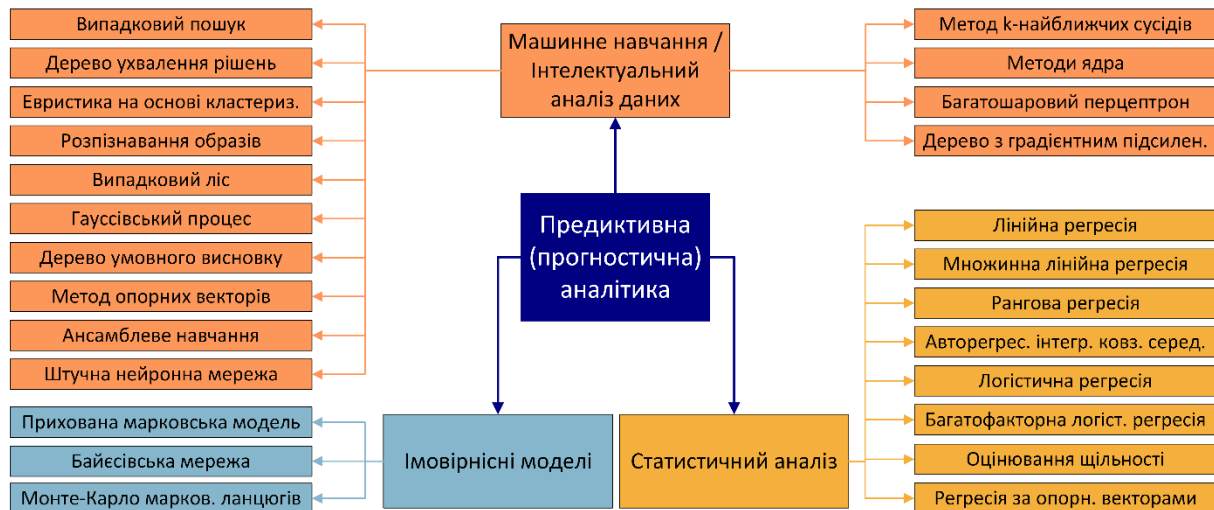 Випадковий пошук
Дерево ухвалення рішень
Евристика на основі кластериз.
Розпізнавання образів
Випадковий ліс
Гауссівський процес
Дерево умовного висновку
Метод опорних векторів
Ансамблеве навчання
Штучна нейронна мережа
Машинне навчання /
Інтелектуальний
аналіз даних
Метод k-найближчих сусідів
Методи ядра
Багатошаровий перцептрон
Дерево з градієнтним підсилен.
Предиктивна
(прогностична)
аналітика
Лінійна регресія
Множинна лінійна регресія
Рангова регресія
Авторегрес. інтегр. ковз. серед.
Логістична регресія
Багатофакторна логіст. регресія
Оцінювання щільності
Регресія за опорн. векторами
Прихована марковська модель
Байєсівська мережа
Монте-Карло марков. ланцюгів
Імовірнісні моделі
Статистичний аналіз